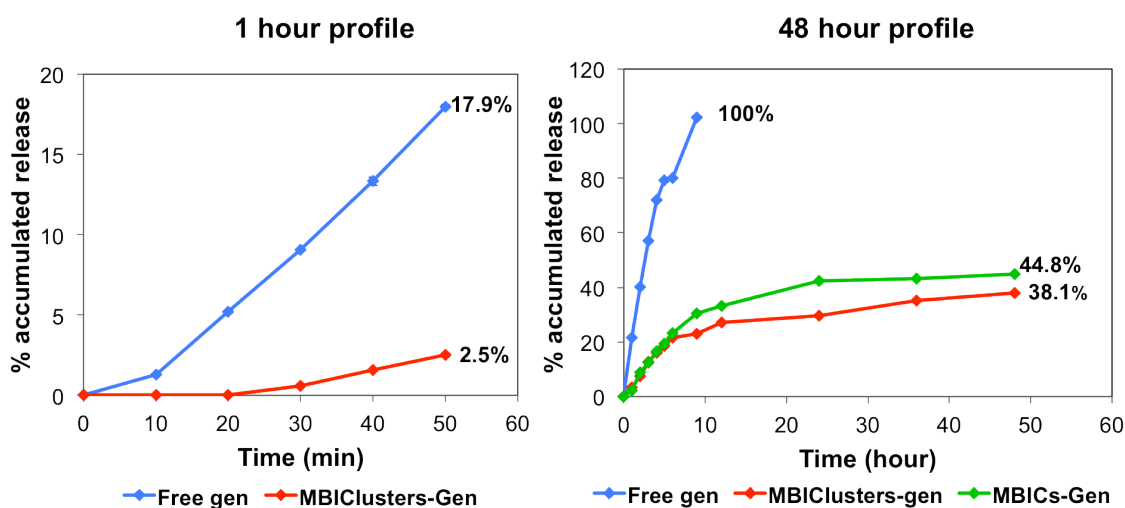 1 hour profile
% accumulated release
20
15
10
5
0
17.9%
2.5%
0 10 20 30 40 50 60
Time (min)
Free gen MBIClusters-Gen
48 hour profile
% accumulated release
120
100
80
60
40
20
0
100%
44.8%
38.1%
0 10 20 30 40 50 60
Time (hour)
Free gen MBIClusters-gen MBICs-Gen